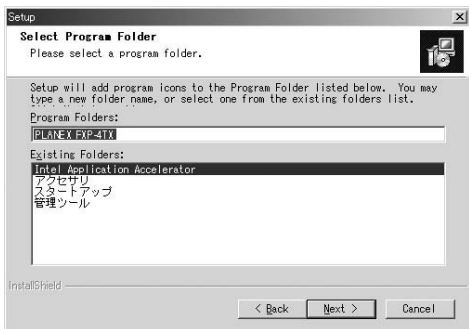 Setup
Select Program Folder
Please select a program folder.
Setup will add program icons to the Program Folder listed below. You may
type a new folder name, or select one from the existing folders list.
Program Folders:
PLANEX FXP-4TX
Existing Folders:
Intel Application Accelerator
アクセサリ
スタートアップ
管理ツール
InstallShield
< Back
Next >
Cancel